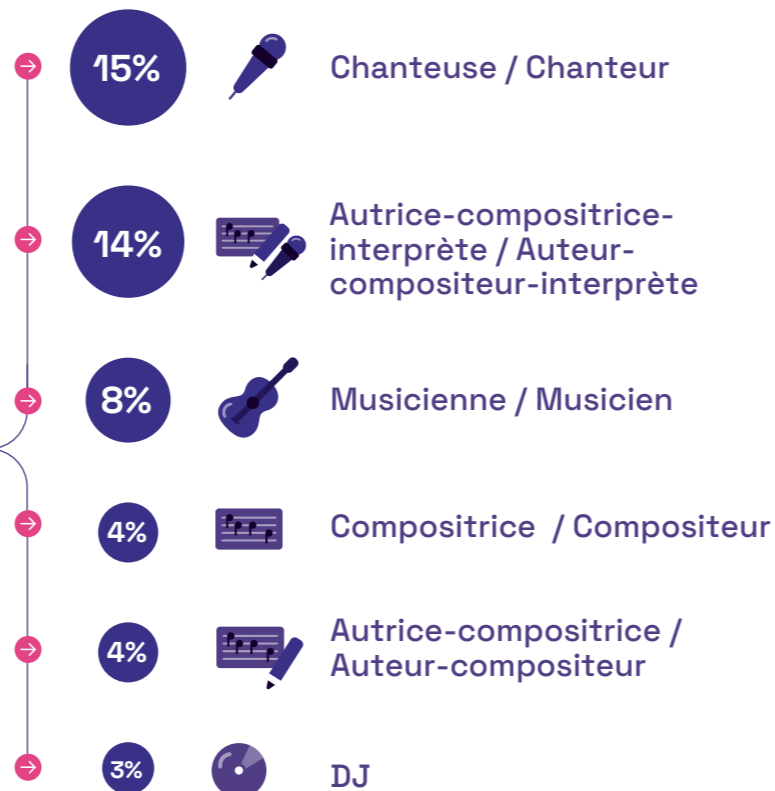 15%
Chanteuse / Chanteur
14%
Autrice-compositrice-
interprète / Auteur-
compositeur-interprète
8%
Musicienne / Musicien
4%
Compositrice / Compositeur
4%
Autrice-compositrice /
Auteur-compositeur
3%
DJ